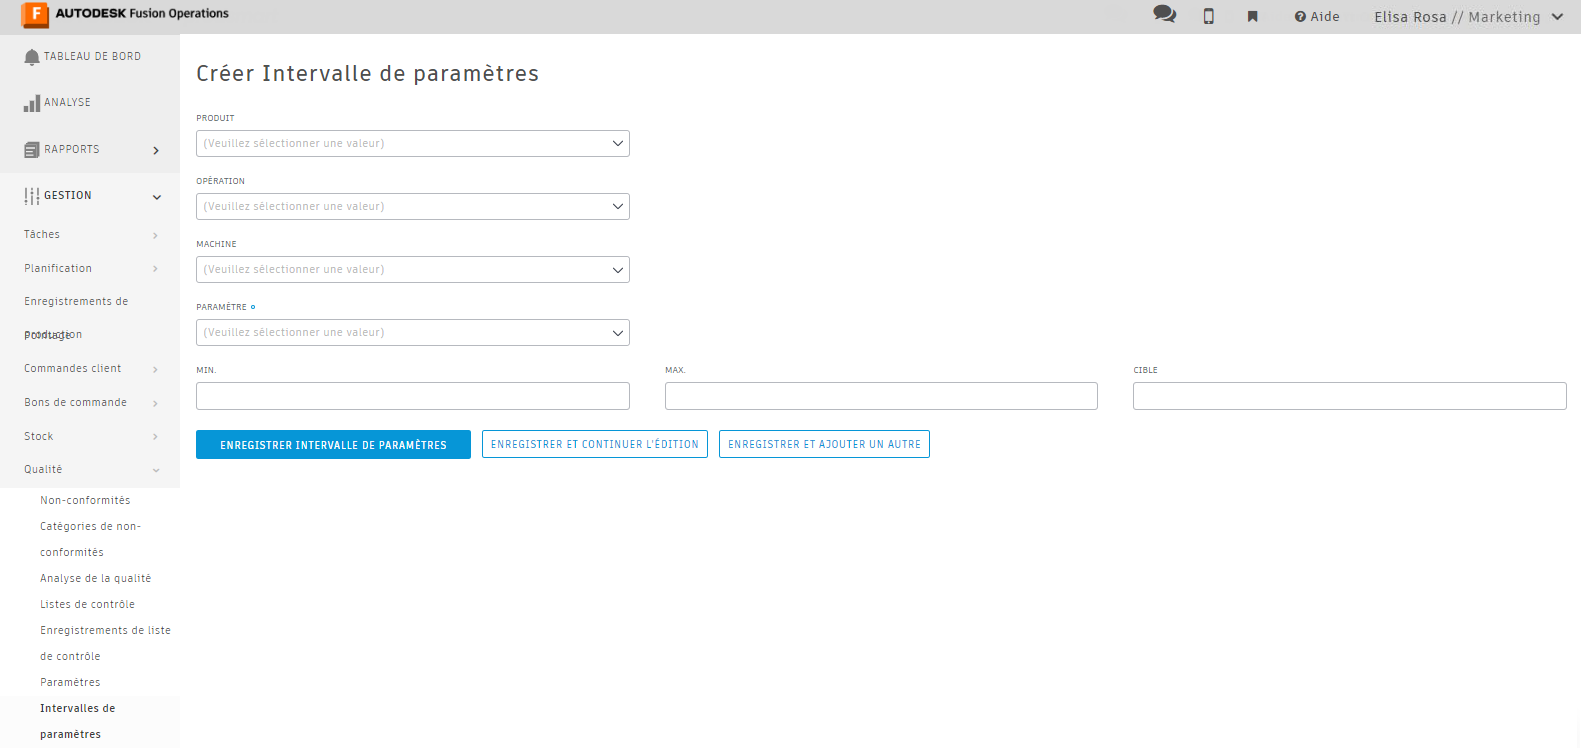 F AUTODESK Fusion Operations
Aide
Elisa Rosa // Marketing
TABLEAU DE BORD
ANALYSE
RAPPORTS
GESTION
Tâches
Planification
Enregistrements de
production
Pointage
Commandes client
Bons de commande
Stock
Qualité
Non-conformités
Catégories de non-
conformités
Analyse de la qualité
Listes de contrôle
Enregistrements de liste
de contrôle
Paramètres
Intervalles de
paramètres
Créer Intervalle de paramètres
PRODUIT
(Veuillez sélectionner une valeur)
OPÉRATION
(Veuillez sélectionner une valeur)
MACHINE
(Veuillez sélectionner une valeur)
PARAMÈTRE
(Veuillez sélectionner une valeur)
MIN.
MAX.
CIBLE
ENREGISTRER INTERVALLE DE PARAMÈTRES
ENREGISTRER ET CONTINUER L'ÉDITION
ENREGISTRER ET AJOUTER UN AUTRE